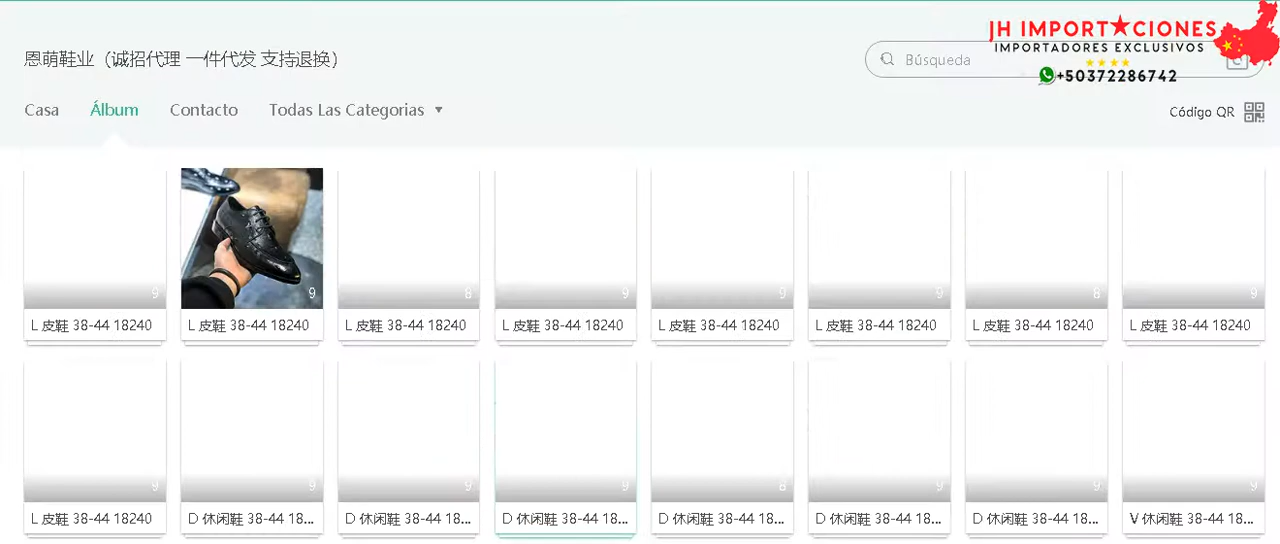 JH IMPORT★CIONES
IMPORTADORES EXCLUSIVOS
+50372286742
恩萌鞋业（诚招代理 一件代发 支持退换）
Búsqueda
Casa Álbum Contacto Todas Las Categorias
Código QR
9 9 8 9 9 9 8 9
L 皮鞋 38-44 18240 L 皮鞋 38-44 18240 L 皮鞋 38-44 18240 L 皮鞋 38-44 18240 L 皮鞋 38-44 18240 L 皮鞋 38-44 18240 L 皮鞋 38-44 18240 L 皮鞋 38-44 18240
9 9 9 9 8 9 9 9
L 皮鞋 38-44 18240 D 休闲鞋 38-44 18... D 休闲鞋 38-44 18... D 休闲鞋 38-44 18... D 休闲鞋 38-44 18... D 休闲鞋 38-44 18... D 休闲鞋 38-44 18... V 休闲鞋 38-44 18...